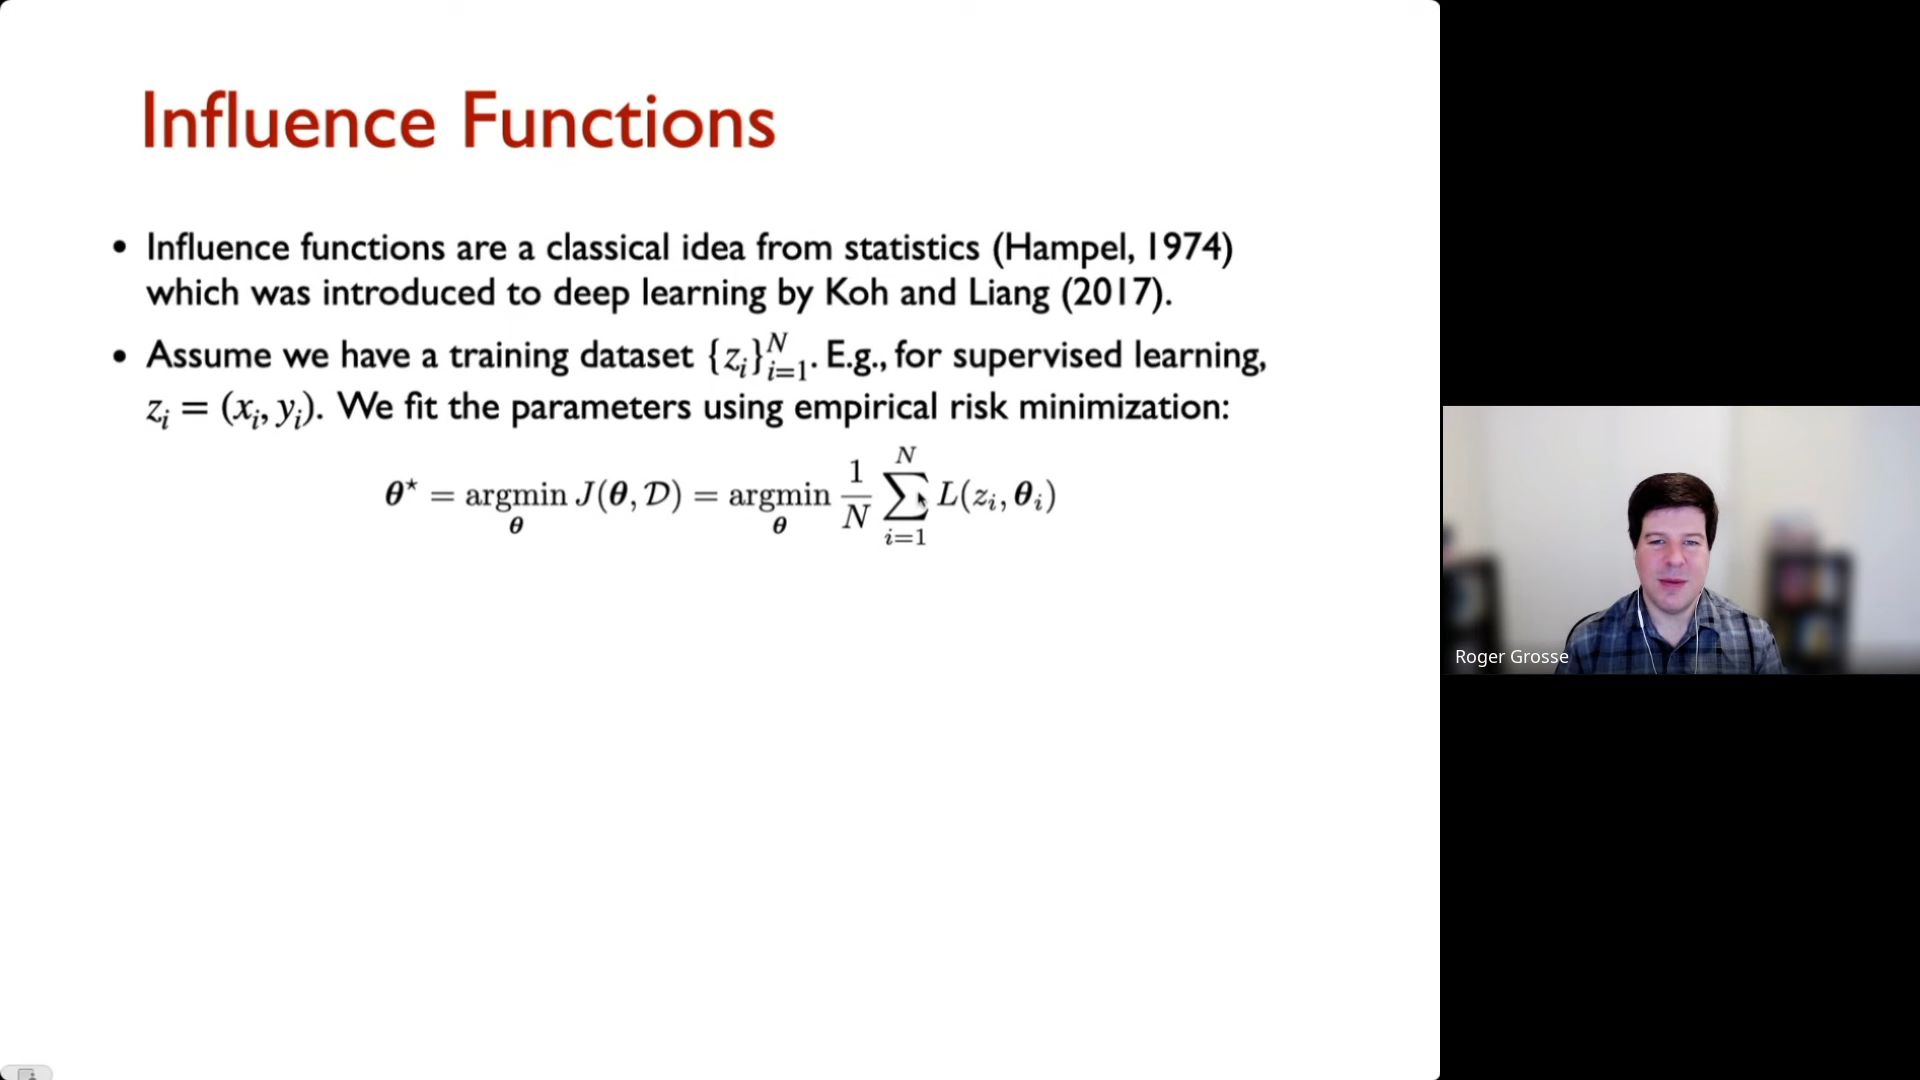 Influence Functions
• Influence functions are a classical idea from statistics (Hampel, 1974)
which was introduced to deep learning by Koh and Liang (2017).
• Assume we have a training dataset {z_i}_{i=1}^N. E.g., for supervised learning,
z_i = (x_i, y_i). We fit the parameters using empirical risk minimization:
θ* = argmin_θ J(θ, 𝒟) = argmin_θ 1/N ∑_{i=1}^N L(z_i, θ_i)
Roger Grosse